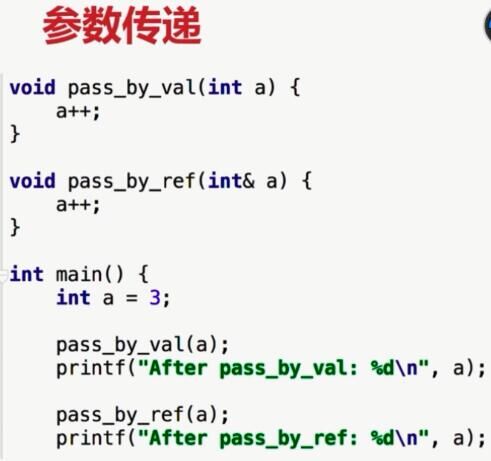 参数传递
void pass_by_val(int a) {
    a++;
}
void pass_by_ref(int& a) {
    a++;
}
int main() {
    int a = 3;
    pass_by_val(a);
    printf("After pass_by_val: %d\n", a);
    pass_by_ref(a);
    printf("After pass_by_ref: %d\n", a);